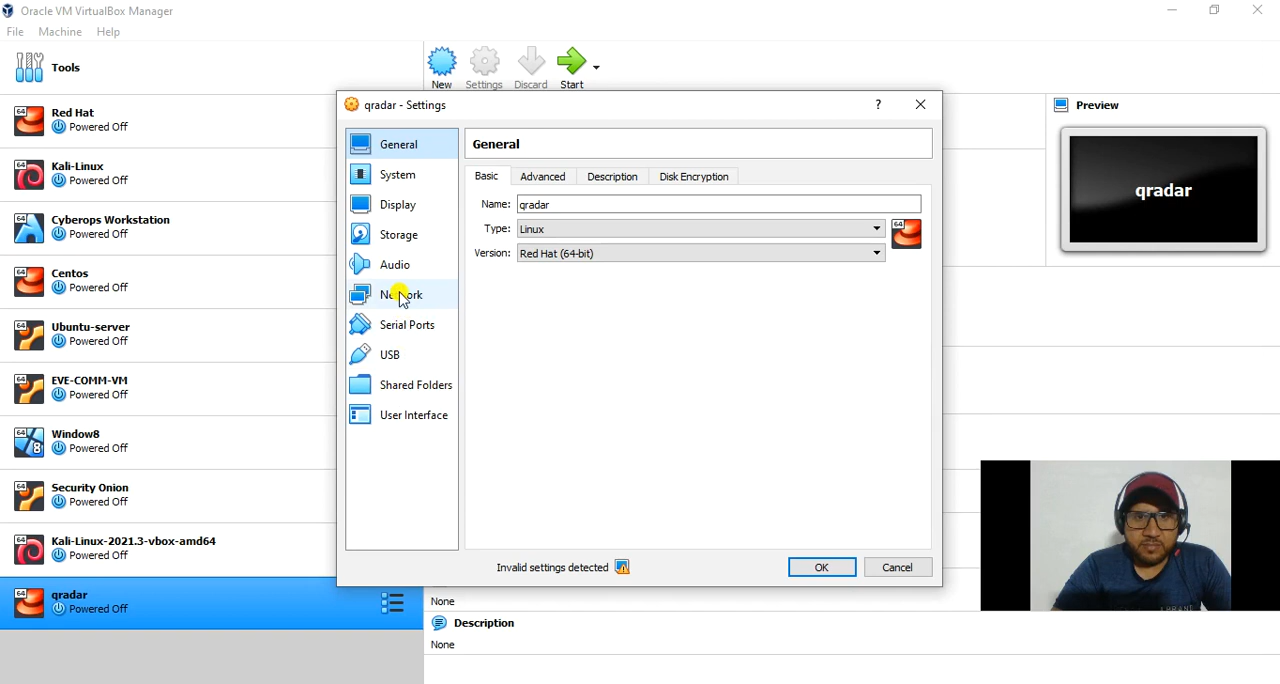 Oracle VM VirtualBox Manager
File Machine Help
Tools
New Settings Discard Start
Red Hat
Powered Off
Kali-Linux
Powered Off
Cyberops Workstation
Powered Off
Centos
Powered Off
Ubuntu-server
Powered Off
EVE-COMM-VM
Powered Off
Window8
Powered Off
Security Onion
Powered Off
Kali-Linux-2021.3-vbox-amd64
Powered Off
qradar
Powered Off
qradar - Settings
?
General
System
Display
Storage
Audio
Network
Serial Ports
USB
Shared Folders
User Interface
General
Basic Advanced Description Disk Encryption
Name: qradar
Type: Linux
Version: Red Hat (64-bit)
Invalid settings detected
OK Cancel
Preview
qradar
None
Description
None